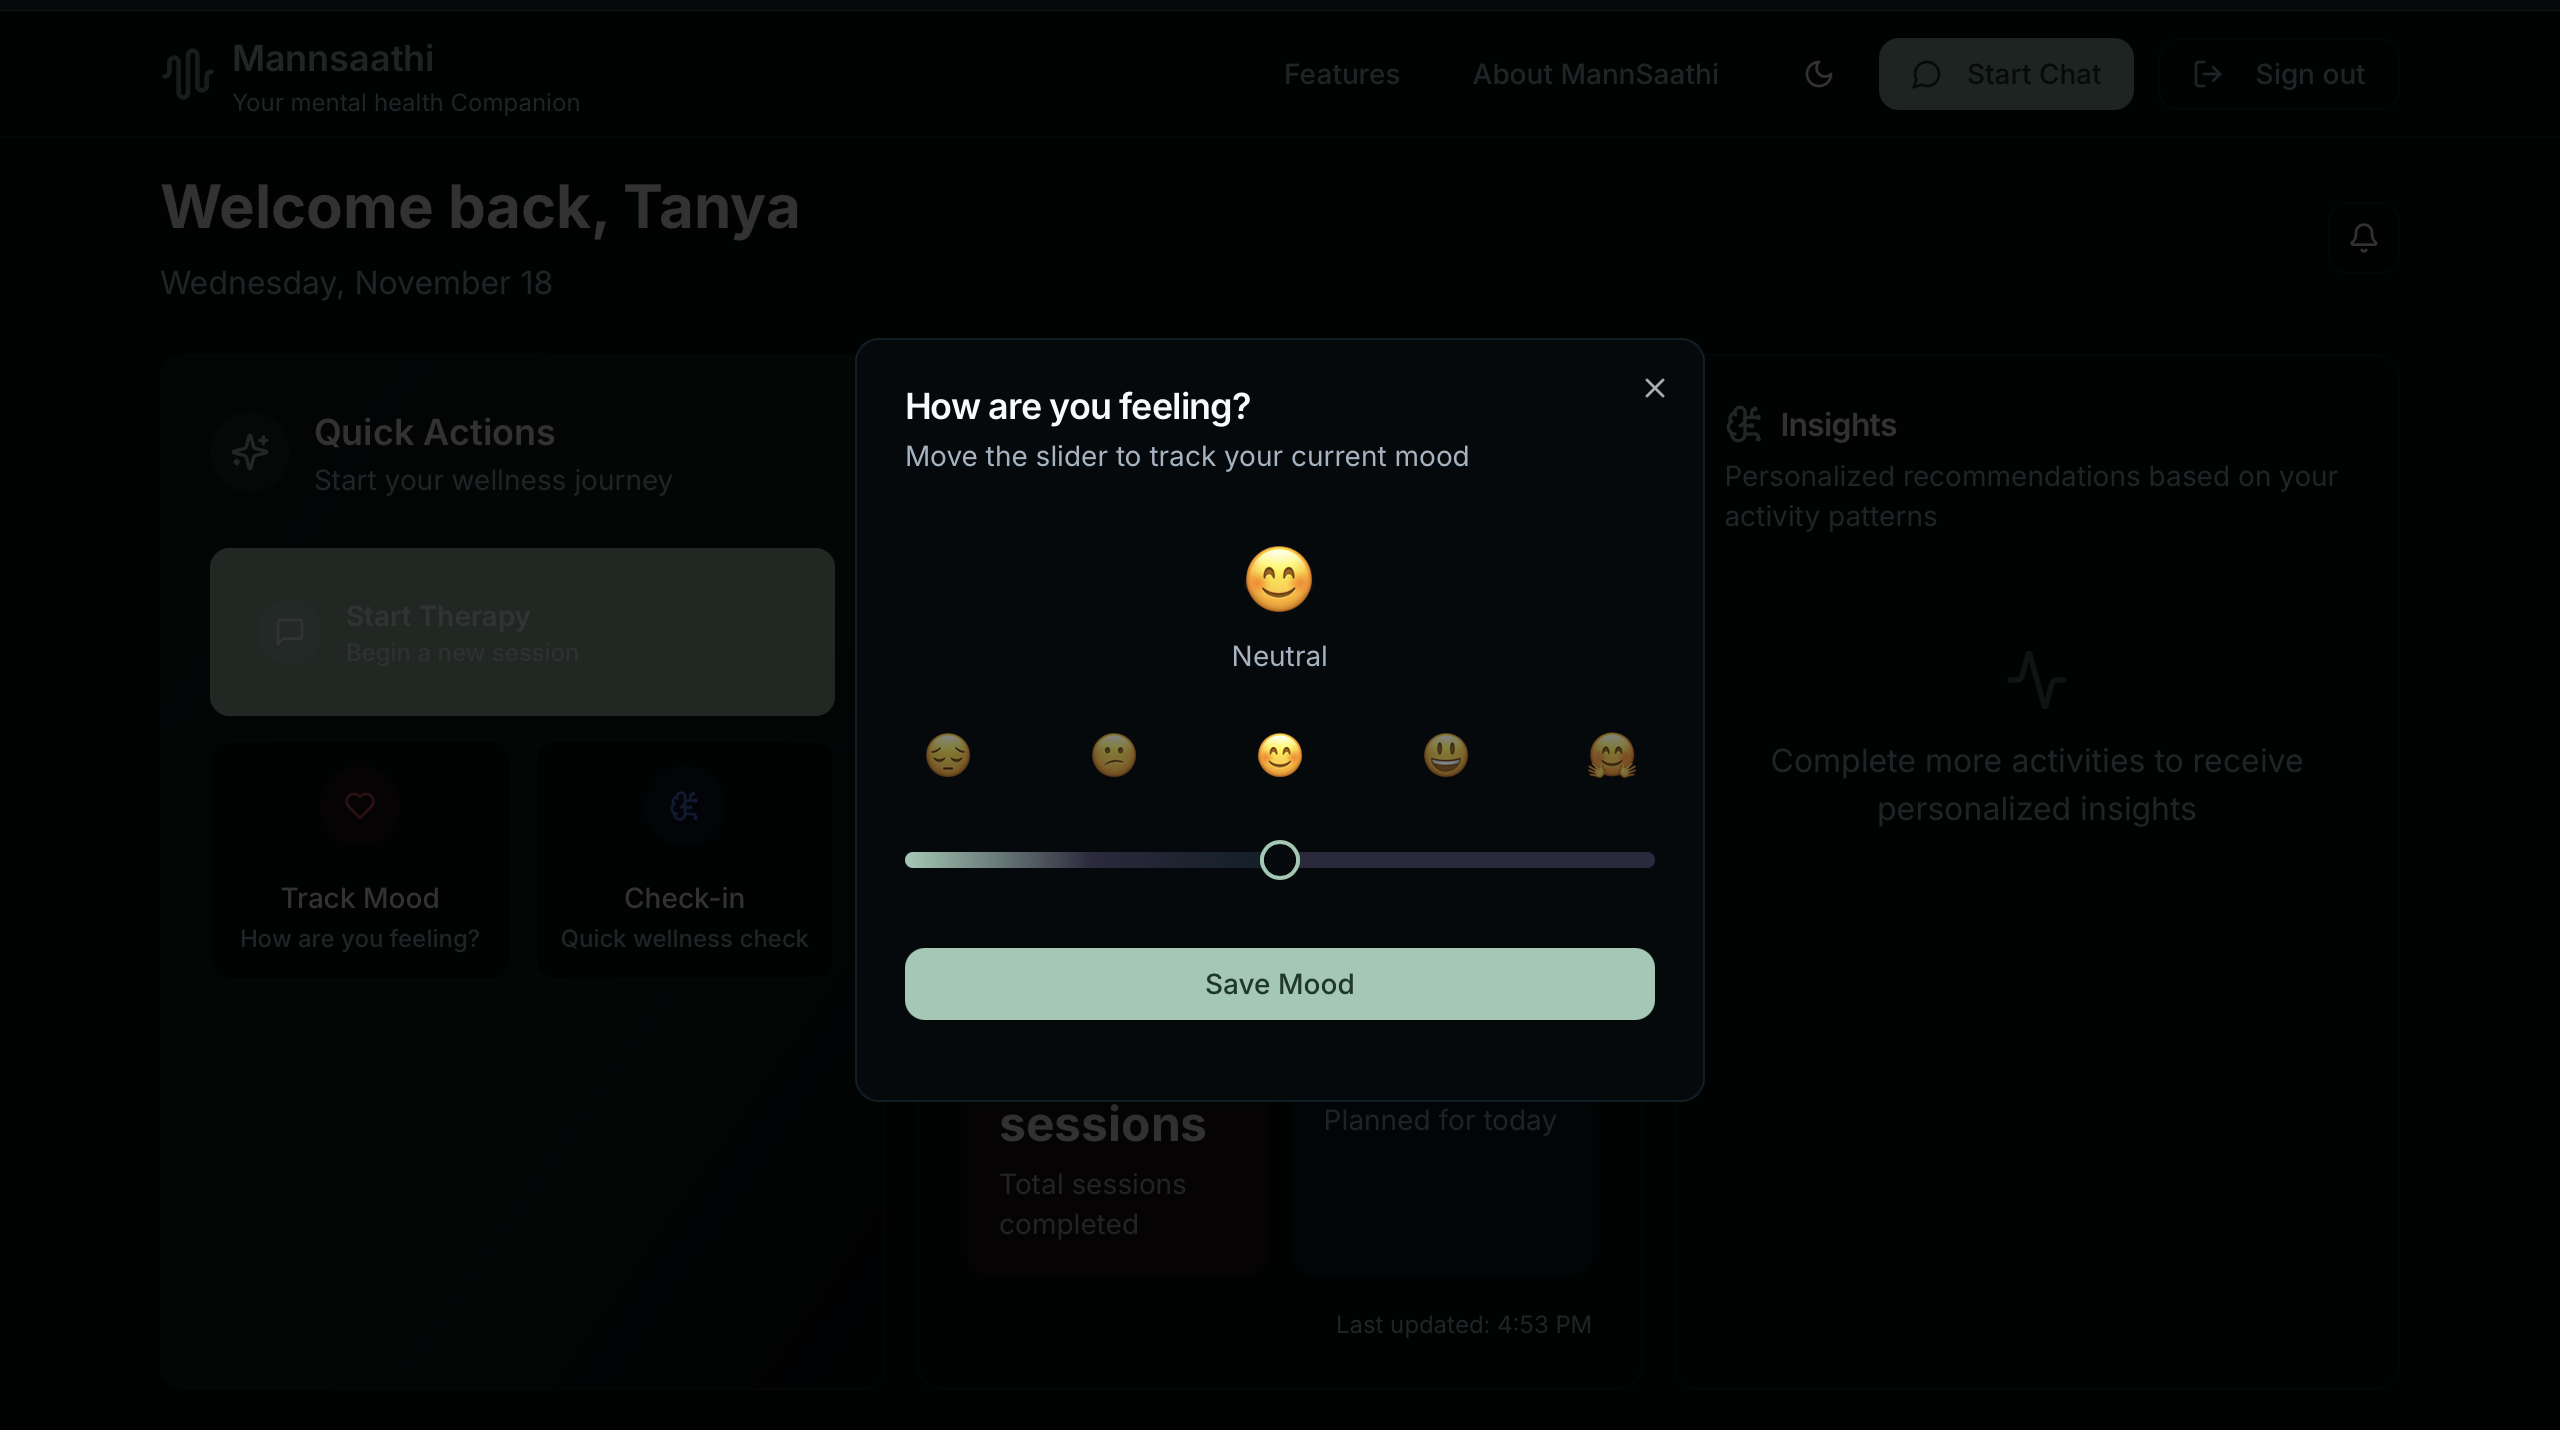 Mannsaathi
Your mental health Companion
Features
About MannSaathi
Start Chat
Sign out
Welcome back, Tanya
Wednesday, November 18
Quick Actions
Start your wellness journey
Start Therapy
Begin a new session
Track Mood
How are you feeling?
Check-in
Quick wellness check
How are you feeling?
Move the slider to track your current mood
Neutral
Save Mood
sessions
Total sessions
completed
Planned for today
Last updated: 4:53 PM
Insights
Personalized recommendations based on your
activity patterns
Complete more activities to receive
personalized insights